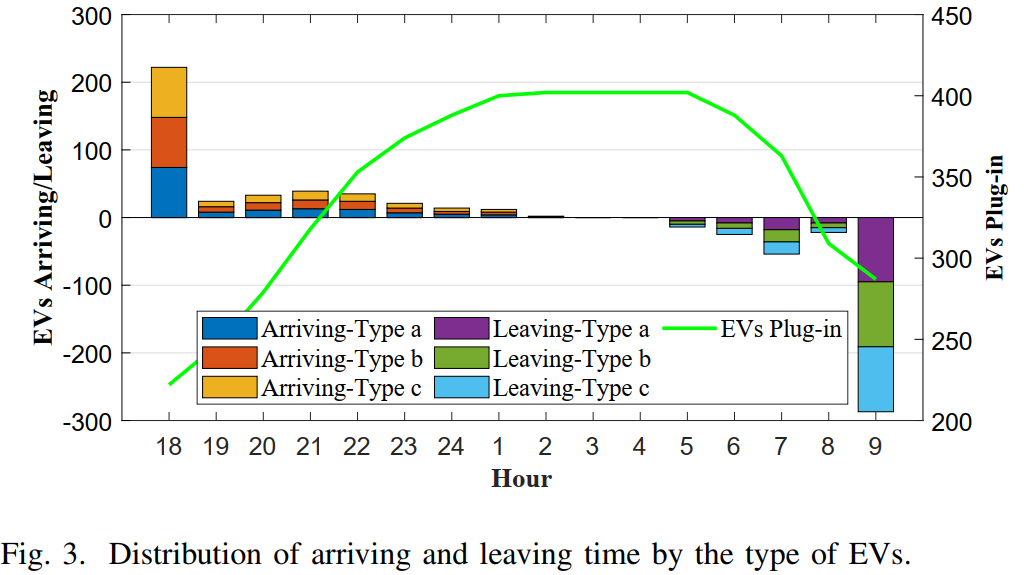 300
200
100
0
-100
-200
-300
EVs Arriving/Leaving
450
400
350
300
250
200
EVs Plug-in
Arriving-Type a
Leaving-Type a
EVs Plug-in
Arriving-Type b
Leaving-Type b
Arriving-Type c
Leaving-Type c
18 19 20 21 22 23 24 1 2 3 4 5 6 7 8 9
Hour
Fig. 3. Distribution of arriving and leaving time by the type of EVs.